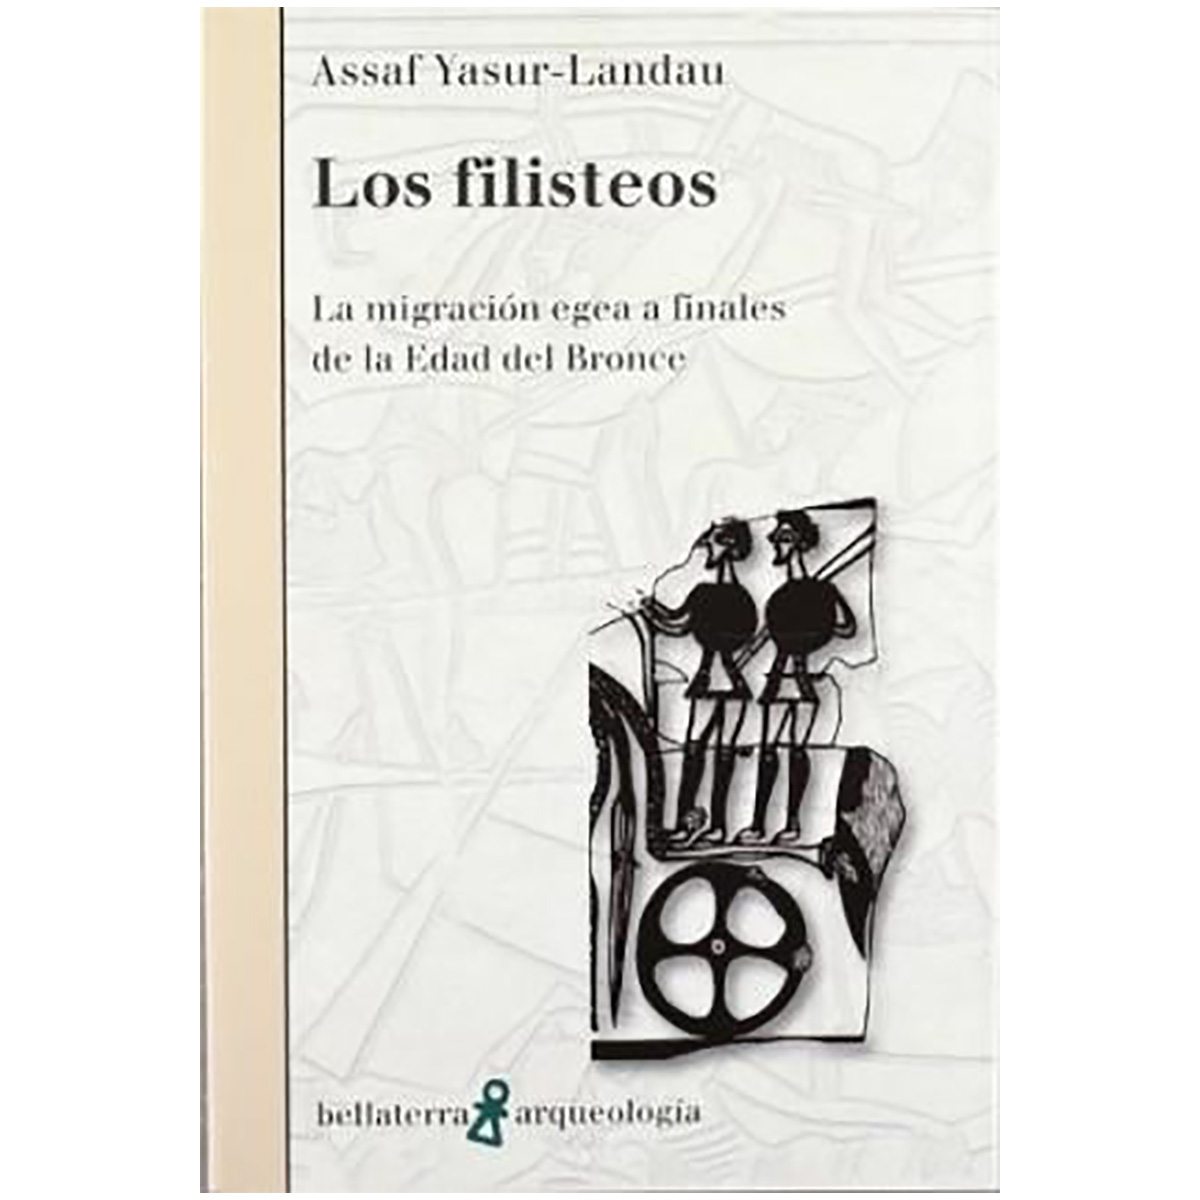 Assaf Yasur-Landau
Los filisteos
La migración egea a finales
de la Edad del Bronce
bellaterra arqueología